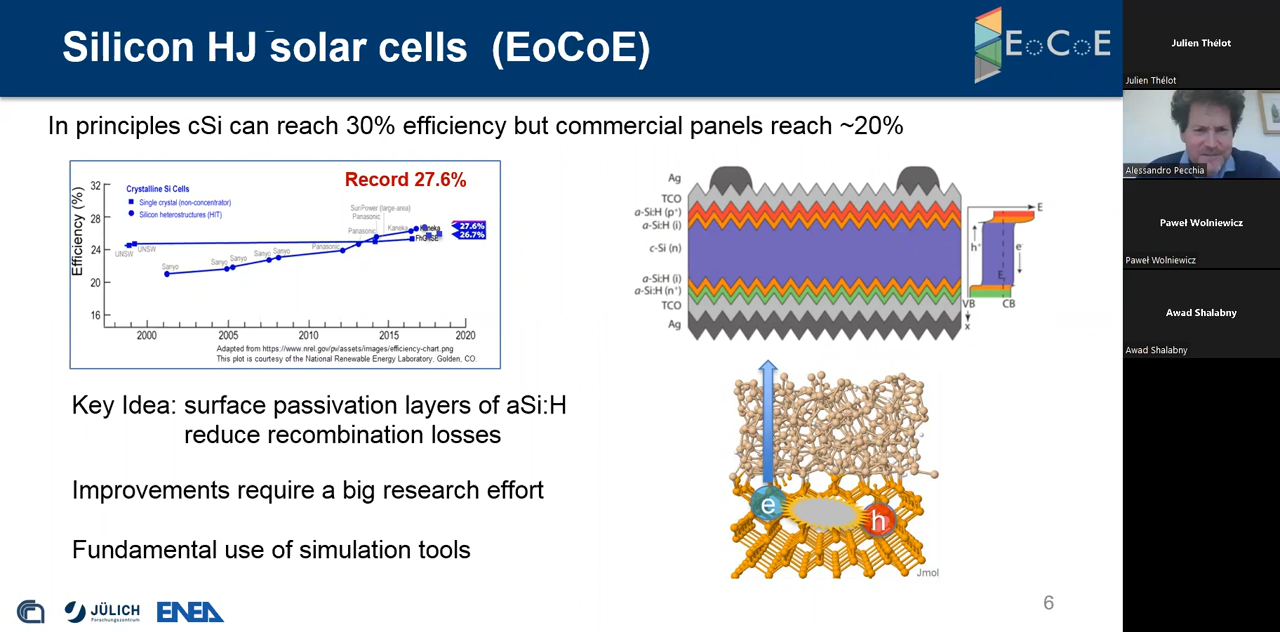 Silicon HJ solar cells (EoCoE)
EoCoE
In principles cSi can reach 30% efficiency but commercial panels reach ~20%
Record 27.6%
Efficiency (%)
32
28
24
20
16
Crystalline Si Cells
Single crystal (non-concentrator)
Silicon heterostructures (HIT)
SunPower (large-area)
Panasonic
Panasonic
Kaneka
Kaneka
FhG-ISE
27.6%
26.7%
UNSW
UNSW
Sanyo
Sanyo
Sanyo
Sanyo
Sanyo
Panasonic
2000
2005
2010
2015
2020
Adapted from https://www.nrel.gov/pv/assets/images/efficiency-chart.png
This plot is courtesy of the National Renewable Energy Laboratory, Golden, CO.
Ag
TCO
a-Si:H (p⁺)
a-Si:H (i)
c-Si (n)
a-Si:H (i)
a-Si:H (n⁺)
TCO
Ag
E
h⁺
e⁻
VB
CB
x
Key Idea: surface passivation layers of aSi:H
reduce recombination losses
Improvements require a big research effort
Fundamental use of simulation tools
e
h
Jmol
JÜLICH
Forschungszentrum
ENEA
6
Julien Thélot
Julien Thélot
Alessandro Pecchia
Paweł Wolniewicz
Paweł Wolniewicz
Awad Shalabny
Awad Shalabny